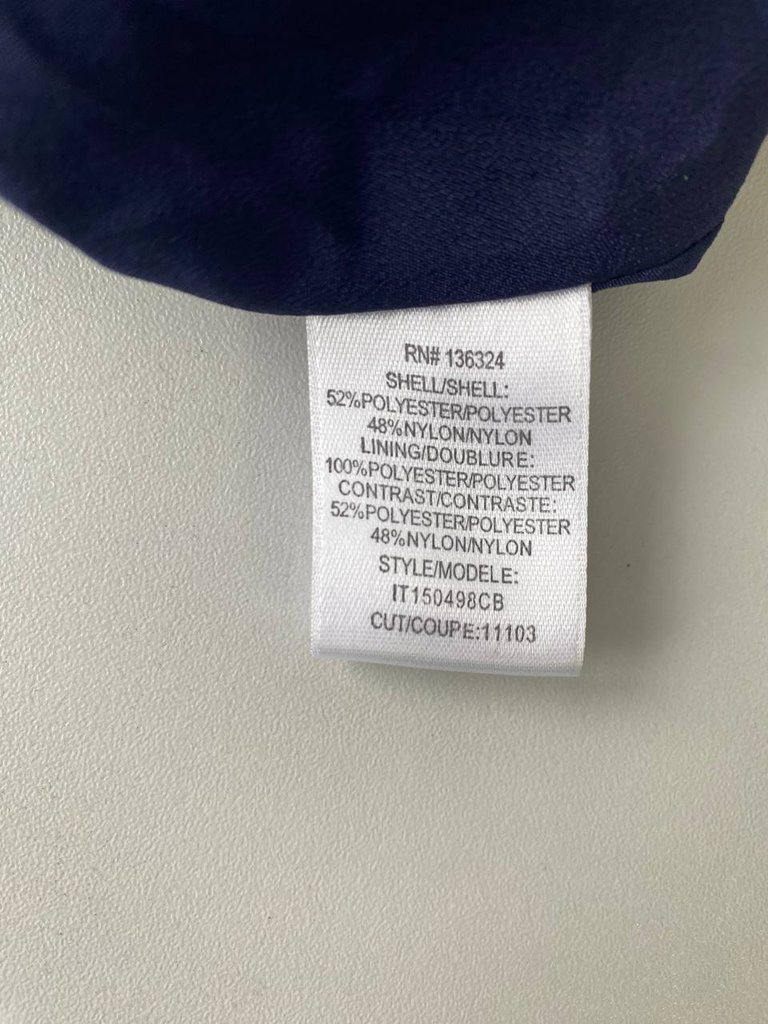 RN# 136324
SHELL/SHELL:
52%POLYESTER/POLYESTER
48%NYLON/NYLON
LINING/DOUBLURE:
100%POLYESTER/POLYESTER
CONTRAST/CONTRASTE:
52%POLYESTER/POLYESTER
48%NYLON/NYLON
STYLE/MODELE:
IT150498CB
CUT/COUPE:11103